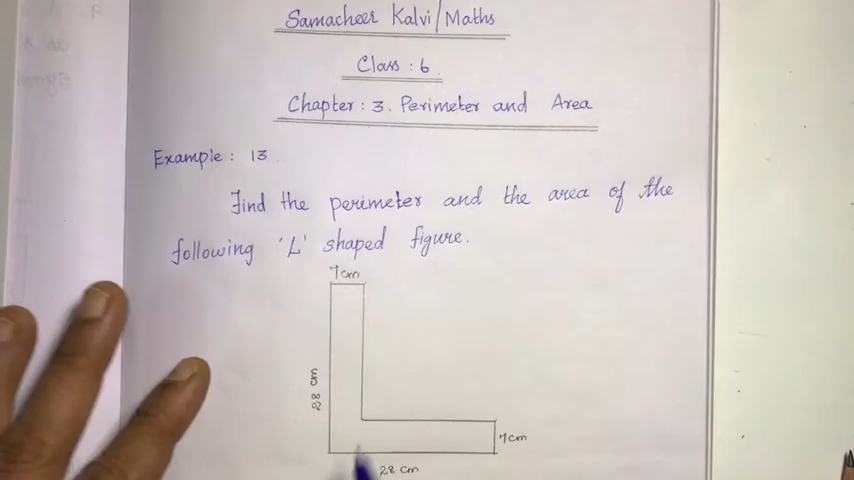 Samacheer Kalvi/Maths
Class : 6
Chapter : 3. Perimeter and Area
Example : 13
Find the perimeter and the area of the
following 'L' shaped figure.
7cm
28 cm
7cm
28 cm